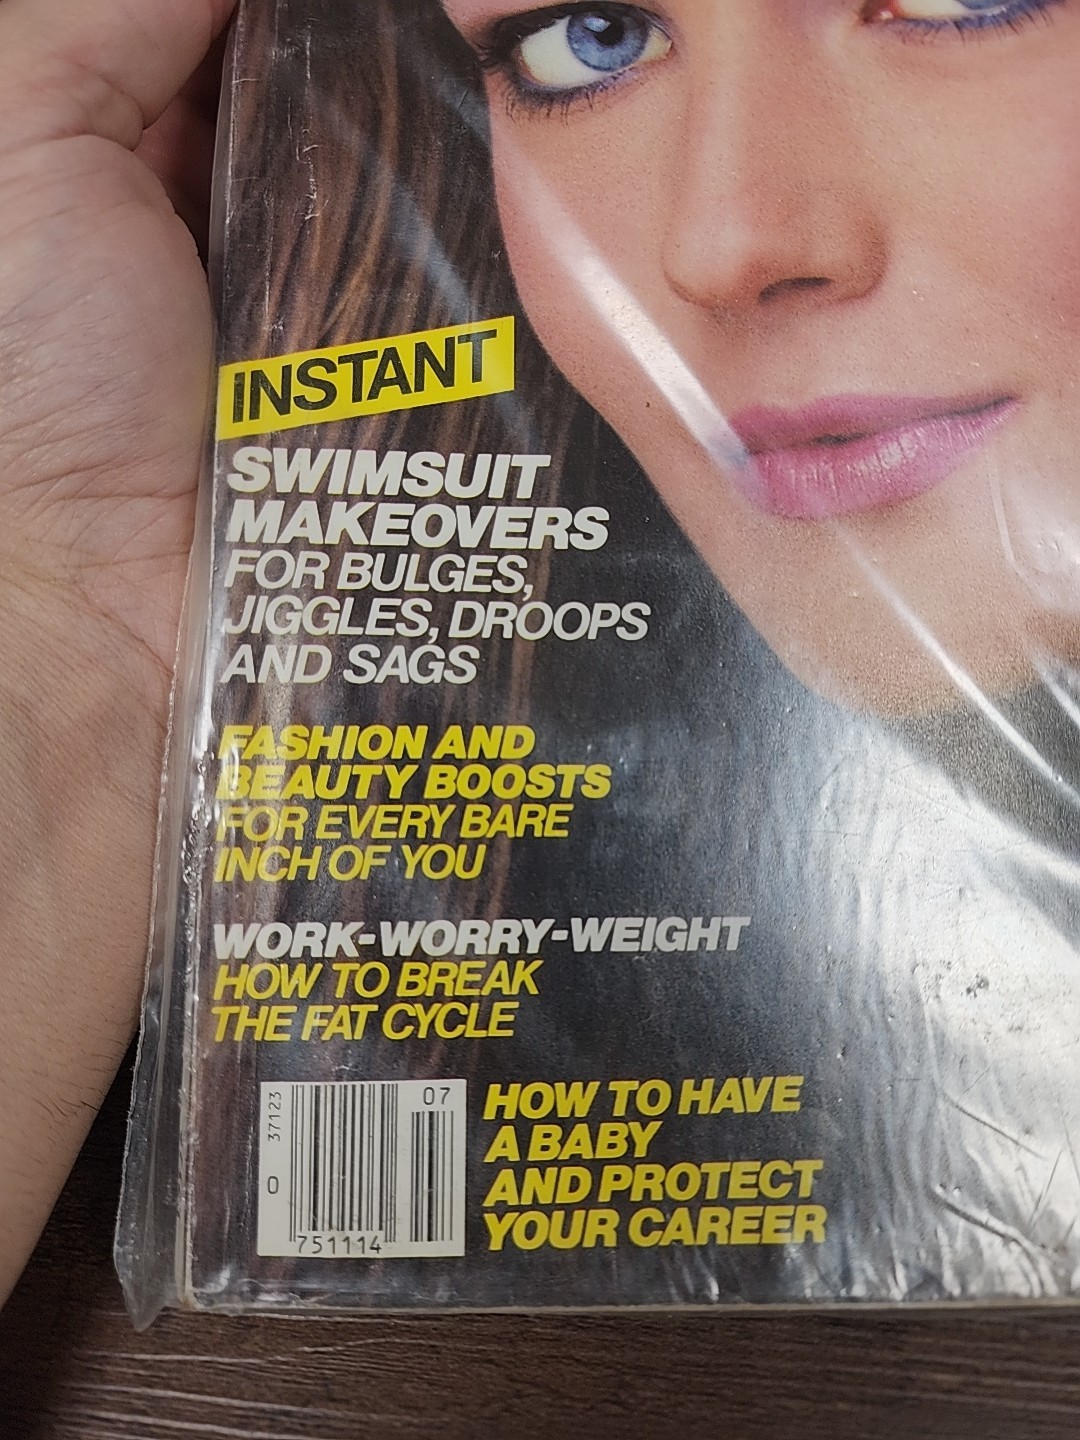 INSTANT
SWIMSUIT
MAKEOVERS
FOR BULGES,
JIGGLES, DROOPS
AND SAGS
FASHION AND
BEAUTY BOOSTS
FOR EVERY BARE
INCH OF YOU
WORK-WORRY-WEIGHT
HOW TO BREAK
THE FAT CYCLE
07
37123
0
751114
HOW TO HAVE
A BABY
AND PROTECT
YOUR CAREER